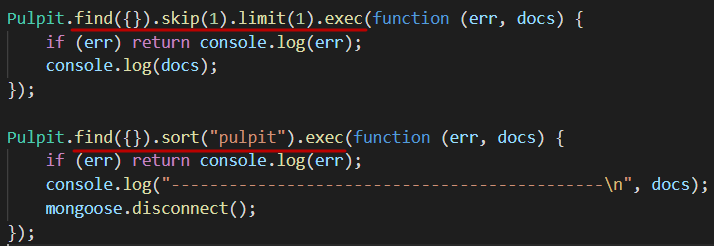 Pulpit.find({}).skip(1).limit(1).exec(function (err, docs) {
    if (err) return console.log(err);
    console.log(docs);
});

Pulpit.find({}).sort("pulpit").exec(function (err, docs) {
    if (err) return console.log(err);
    console.log("-------------------------------------------\n", docs);
    mongoose.disconnect();
});